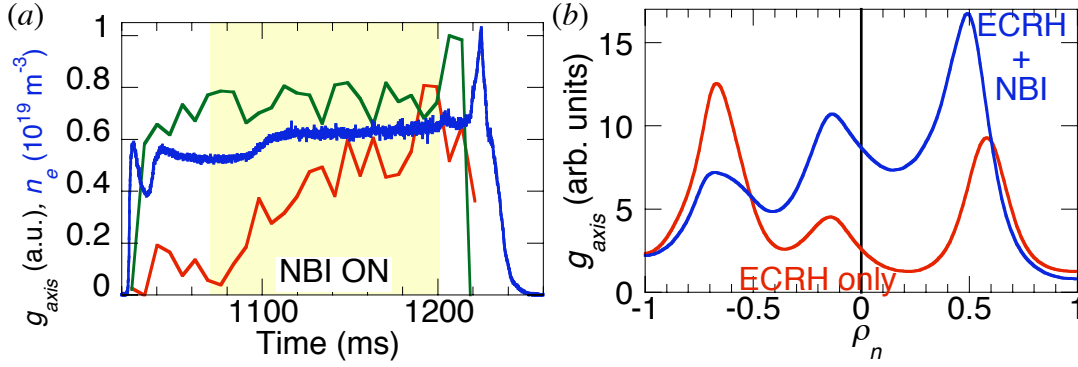 (a)
g_axis (a.u.), n_e (10^19 m^-3)
1
0.8
0.6
0.4
0.2
0
NBI ON
1100
1200
Time (ms)
(b)
g_axis (arb. units)
15
10
5
0
ECRH
+
NBI
ECRH only
-1
-0.5
0
0.5
1
ρ_n